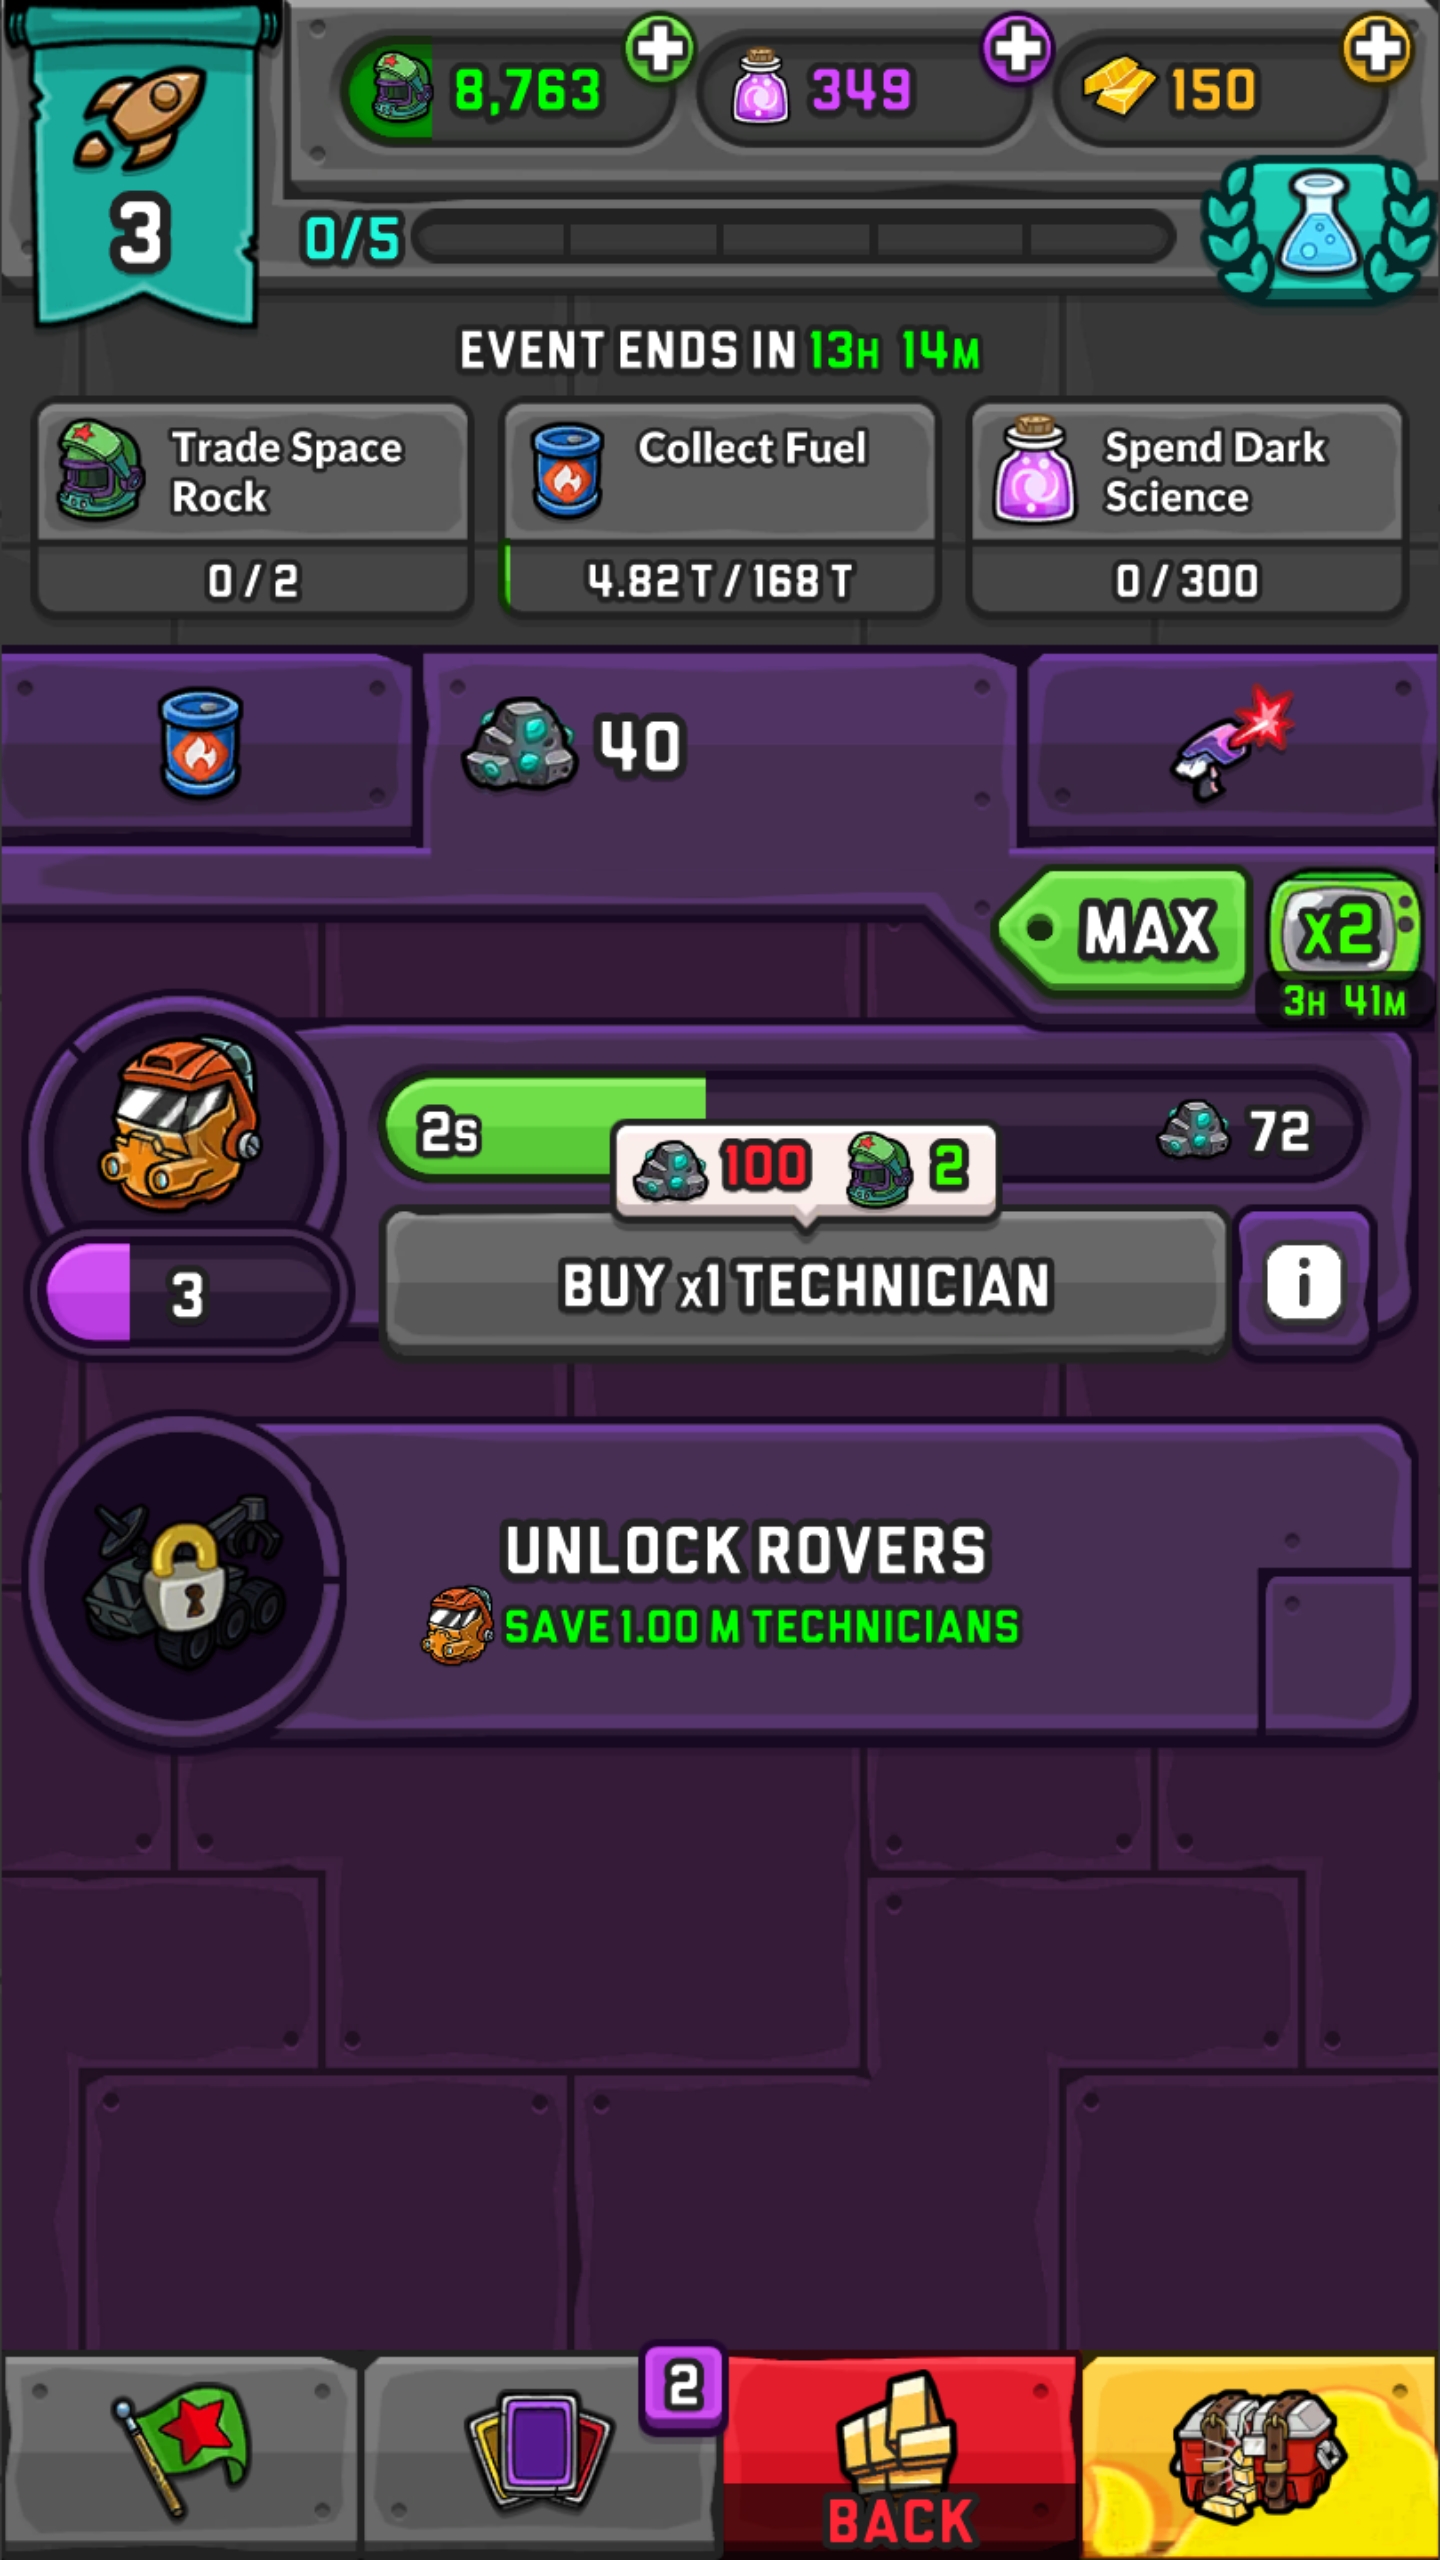 3
8,763
349
150
0/5
EVENT ENDS IN 13H 14M
Trade Space
Rock
0 / 2
Collect Fuel
4.82 T / 168 T
Spend Dark
Science
0 / 300
40
MAX
x2
3H 41M
2s
72
100 2
3
BUY x1 TECHNICIAN
i
UNLOCK ROVERS
SAVE 1.00 M TECHNICIANS
2
BACK